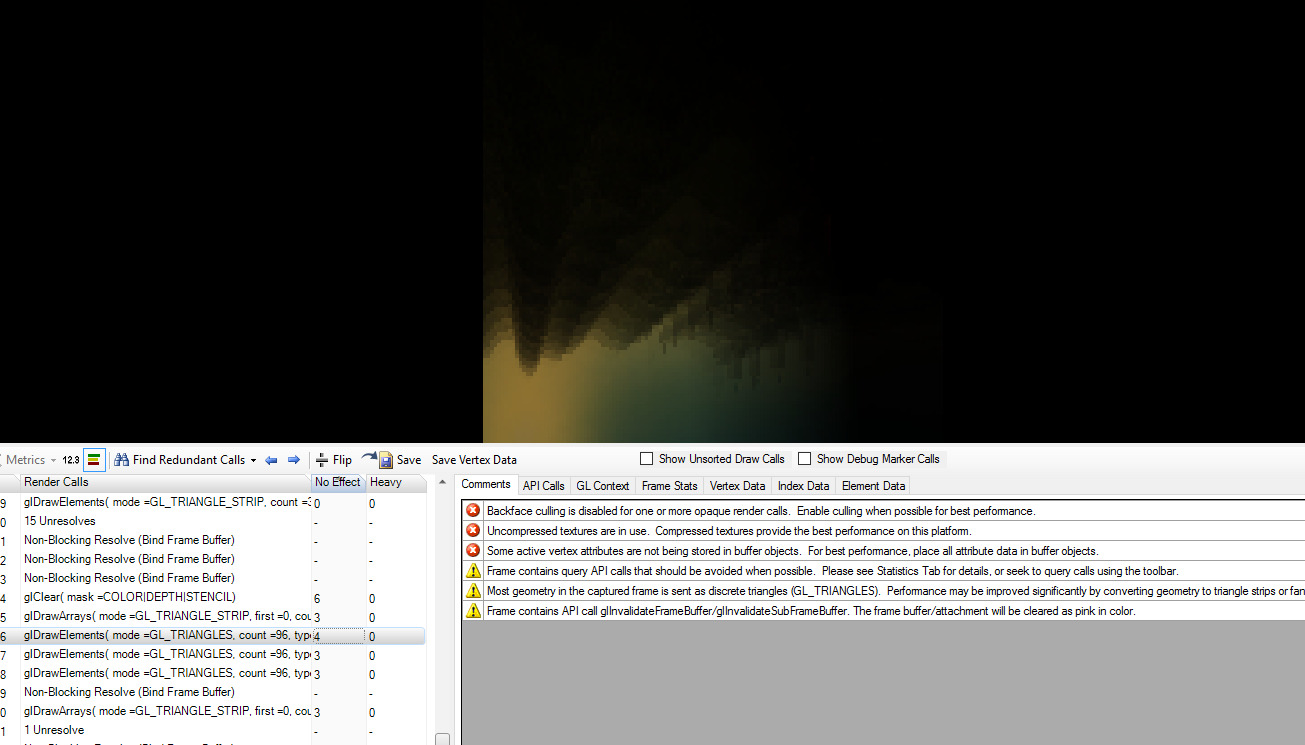 Metrics 12.3 Find Redundant Calls Flip Save Save Vertex Data Show Unsorted Draw Calls Show Debug Marker Calls
Render Calls No Effect Heavy
9 glDrawElements( mode =GL_TRIANGLE_STRIP, count = 0 0
0 15 Unresolves - -
1 Non-Blocking Resolve (Bind Frame Buffer) - -
2 Non-Blocking Resolve (Bind Frame Buffer) - -
3 Non-Blocking Resolve (Bind Frame Buffer) - -
4 glClear( mask =COLOR|DEPTH|STENCIL) 6 0
5 glDrawArrays( mode =GL_TRIANGLE_STRIP, first =0, cou 3 0
6 glDrawElements( mode =GL_TRIANGLES, count =96, typ 4 0
7 glDrawElements( mode =GL_TRIANGLES, count =96, typ 3 0
8 glDrawElements( mode =GL_TRIANGLES, count =96, typ 3 0
9 Non-Blocking Resolve (Bind Frame Buffer) - -
0 glDrawArrays( mode =GL_TRIANGLE_STRIP, first =0, cou 3 0
1 1 Unresolve - -
Comments API Calls GL Context Frame Stats Vertex Data Index Data Element Data
Backface culling is disabled for one or more opaque render calls. Enable culling when possible for best performance.
Uncompressed textures are in use. Compressed textures provide the best performance on this platform.
Some active vertex attributes are not being stored in buffer objects. For best performance, place all attribute data in buffer objects.
Frame contains query API calls that should be avoided when possible. Please see Statistics Tab for details, or seek to query calls using the toolbar.
Most geometry in the captured frame is sent as discrete triangles (GL_TRIANGLES). Performance may be improved significantly by converting geometry to triangle strips or fan
Frame contains API call glInvalidateFrameBuffer/glInvalidateSubFrameBuffer. The frame buffer/attachment will be cleared as pink in color.